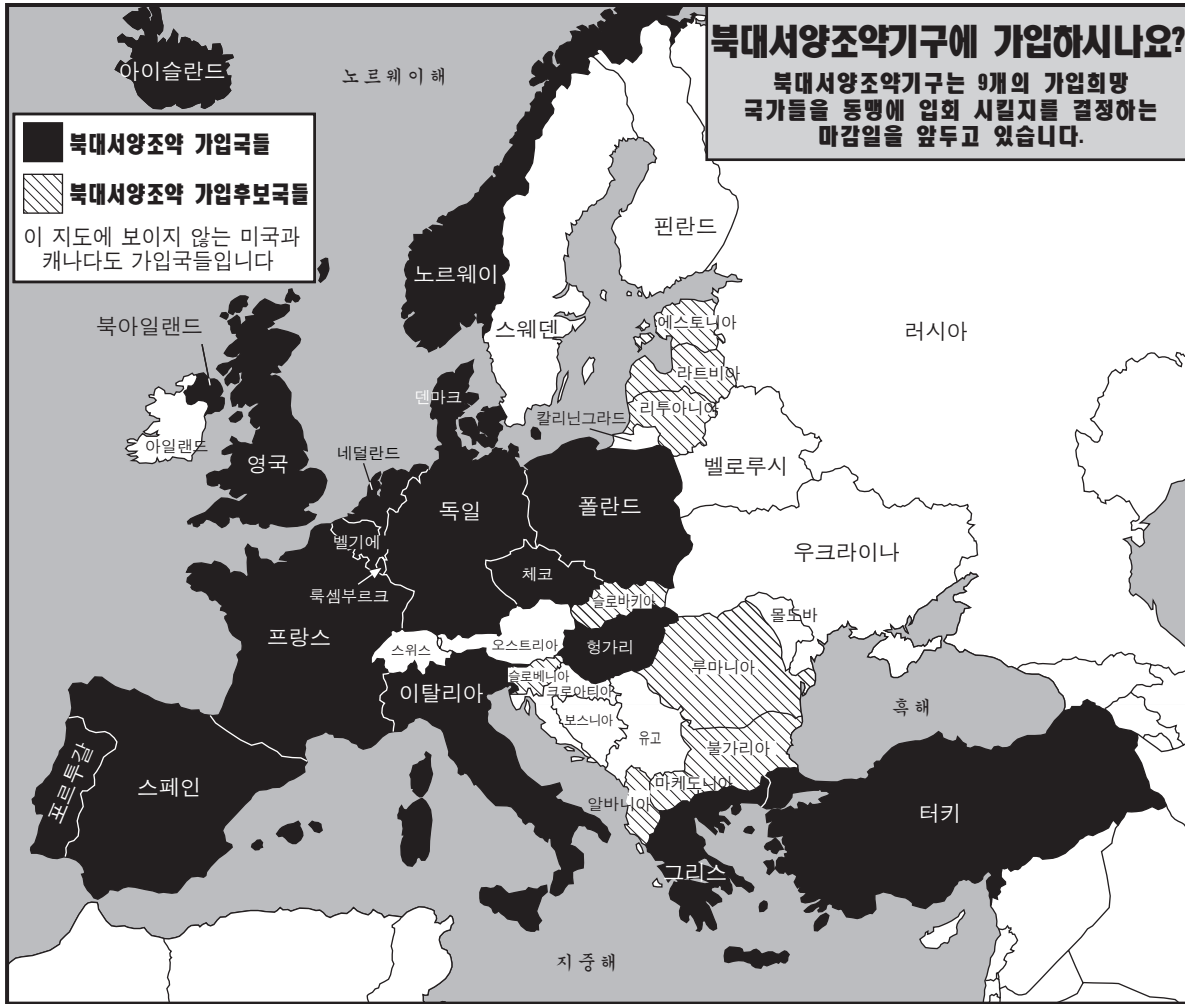 북대서양조약기구에 가입하시나요?
북대서양조약기구는 9개의 가입희망
국가들을 동맹에 입회 시킬지를 결정하는
마감일을 앞두고 있습니다.
아이슬란드
노르웨이해
북대서양조약 가입국들
북대서양조약 가입후보국들
이 지도에 보이지 않는 미국과
캐나다도 가입국들입니다
핀란드
노르웨이
스웨덴
에스토니아
러시아
북아일랜드
라트비아
덴마크
리투아니아
칼리닌그라드
아일랜드
네덜란드
영국
벨로루시
독일
폴란드
벨기에
우크라이나
체코
룩셈부르크
슬로바키아
몰도바
프랑스
스위스
오스트리아
헝가리
루마니아
슬로베니아
크로아티아
이탈리아
흑해
보스니아
유고
불가리아
포르투갈
스페인
마케도니아
알바니아
터키
그리스
지중해